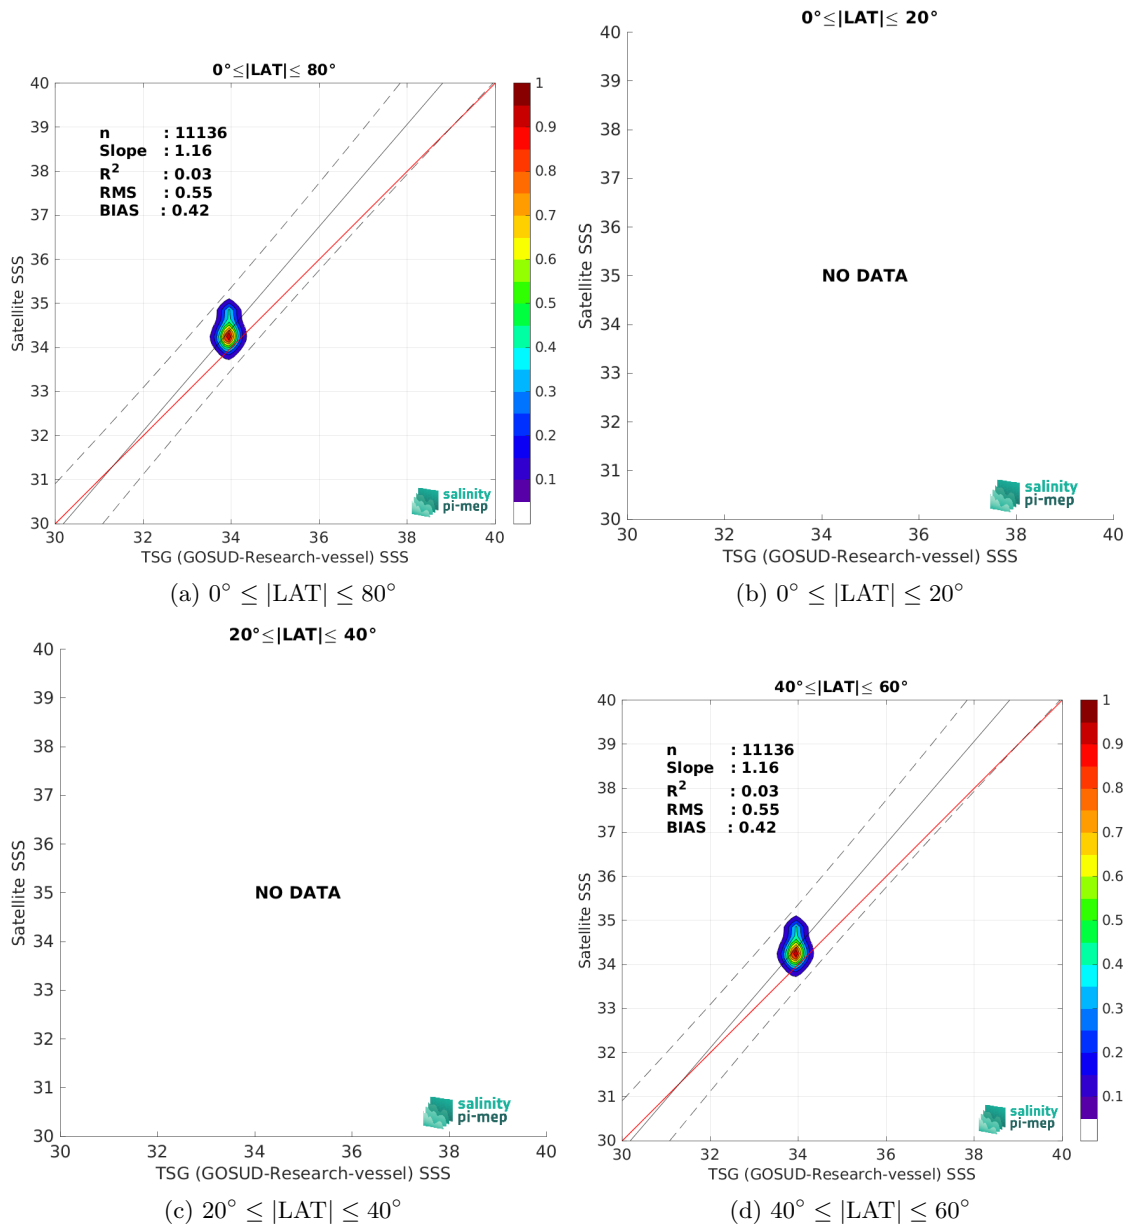 0°≤|LAT|≤ 80°
40
39
38
37
36
35
34
33
32
31
30
n : 11136
Slope : 1.16
R2 : 0.03
RMS : 0.55
BIAS : 0.42
Satellite SSS
30 32 34 36 38 40
TSG (GOSUD-Research-vessel) SSS
1
0.9
0.8
0.7
0.6
0.5
0.4
0.3
0.2
0.1
salinity
pi-mep
(a) 0° ≤ |LAT| ≤ 80°
0°≤|LAT|≤ 20°
40
39
38
37
36
35
34
33
32
31
30
Satellite SSS
NO DATA
salinity
pi-mep
30 32 34 36 38 40
TSG (GOSUD-Research-vessel) SSS
(b) 0° ≤ |LAT| ≤ 20°
20°≤|LAT|≤ 40°
40
39
38
37
36
35
34
33
32
31
30
Satellite SSS
NO DATA
salinity
pi-mep
30 32 34 36 38 40
TSG (GOSUD-Research-vessel) SSS
(c) 20° ≤ |LAT| ≤ 40°
40°≤|LAT|≤ 60°
40
39
38
37
36
35
34
33
32
31
30
n : 11136
Slope : 1.16
R2 : 0.03
RMS : 0.55
BIAS : 0.42
Satellite SSS
30 32 34 36 38 40
TSG (GOSUD-Research-vessel) SSS
1
0.9
0.8
0.7
0.6
0.5
0.4
0.3
0.2
0.1
salinity
pi-mep
(d) 40° ≤ |LAT| ≤ 60°